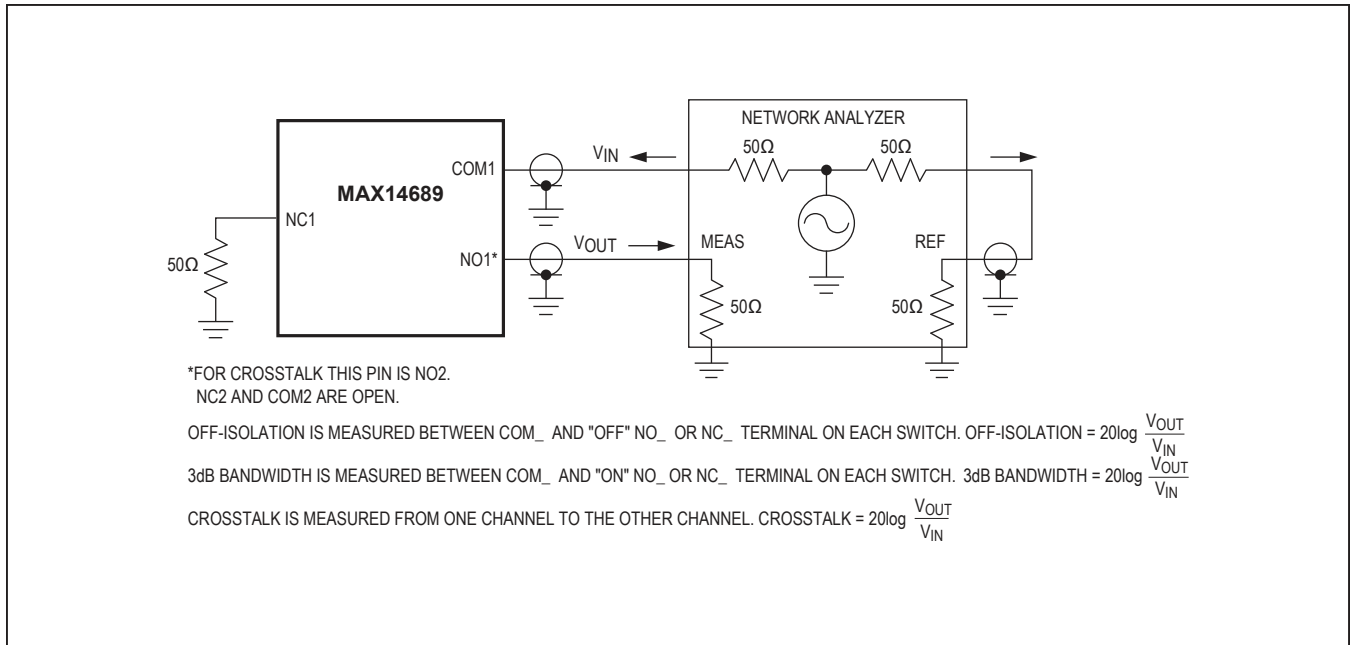 NETWORK ANALYZER
50Ω 50Ω
VIN
COM1
MAX14689
NC1
VOUT
MEAS REF
NO1*
50Ω
50Ω 50Ω
*FOR CROSSTALK THIS PIN IS NO2.
NC2 AND COM2 ARE OPEN.
OFF-ISOLATION IS MEASURED BETWEEN COM_ AND "OFF" NO_ OR NC_ TERMINAL ON EACH SWITCH. OFF-ISOLATION = 20log VOUT/VIN
3dB BANDWIDTH IS MEASURED BETWEEN COM_ AND "ON" NO_ OR NC_ TERMINAL ON EACH SWITCH. 3dB BANDWIDTH = 20log VOUT/VIN
CROSSTALK IS MEASURED FROM ONE CHANNEL TO THE OTHER CHANNEL. CROSSTALK = 20log VOUT/VIN